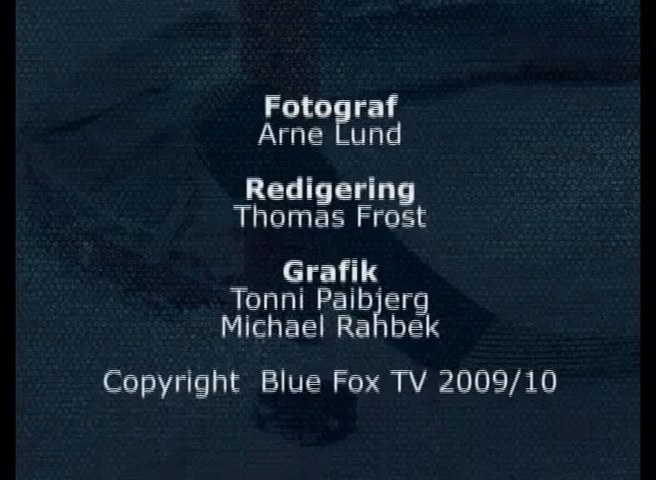 Fotograf
Arne Lund
Redigering
Thomas Frost
Grafik
Tonni Paibjerg
Michael Rahbek
Copyright  Blue Fox TV 2009/10